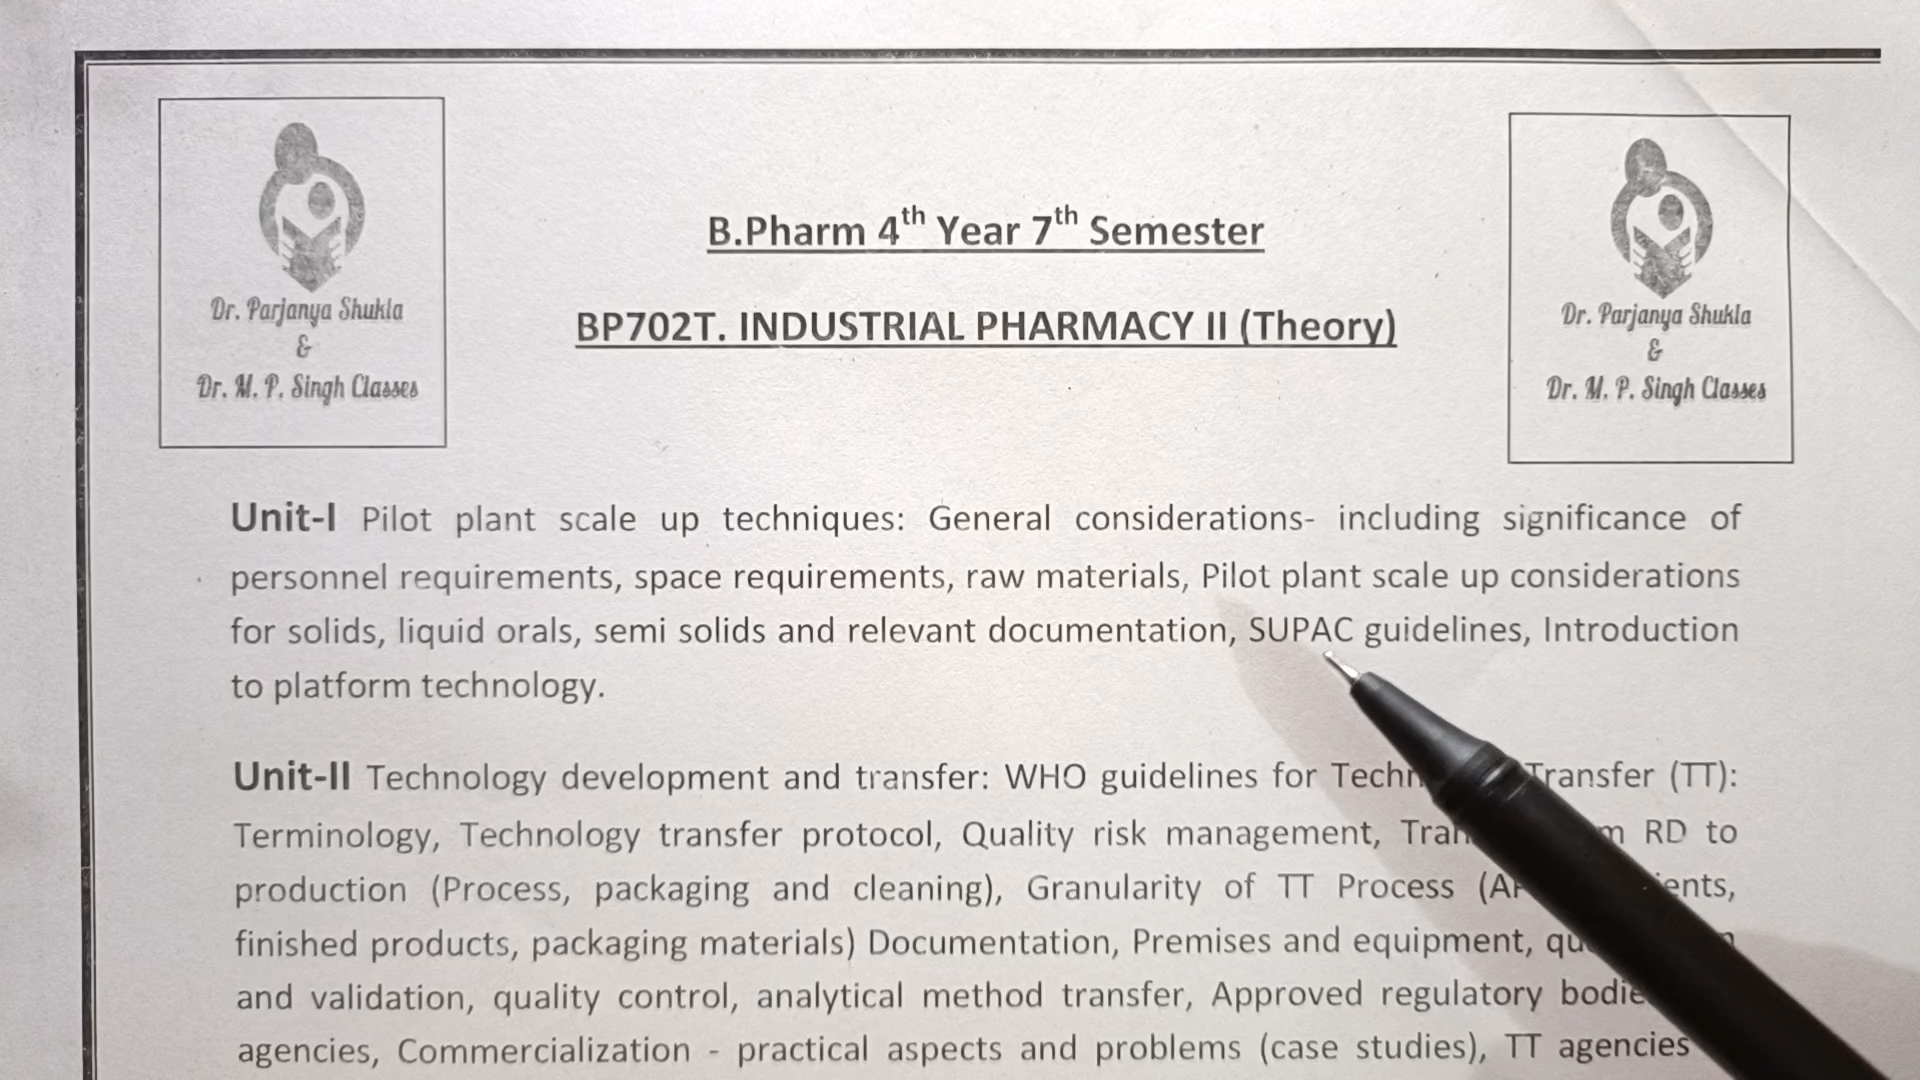 Dr. Parjanya Shukla
&
Dr. M. P. Singh Classes
B.Pharm 4th Year 7th Semester
BP702T. INDUSTRIAL PHARMACY II (Theory)
Dr. Parjanya Shukla
&
Dr. M. P. Singh Classes
Unit-I Pilot plant scale up techniques: General considerations- including significance of
personnel requirements, space requirements, raw materials, Pilot plant scale up considerations
for solids, liquid orals, semi solids and relevant documentation, SUPAC guidelines, Introduction
to platform technology.
Unit-II Technology development and transfer: WHO guidelines for Transfer (TT):
Terminology, Technology transfer protocol, Quality risk management, RD to
production (Process, packaging and cleaning), Granularity of TT Process
finished products, packaging materials) Documentation, Premises and equipment,
and validation, quality control, analytical method transfer, Approved regulatory
agencies, Commercialization - practical aspects and problems (case studies), TT agencies